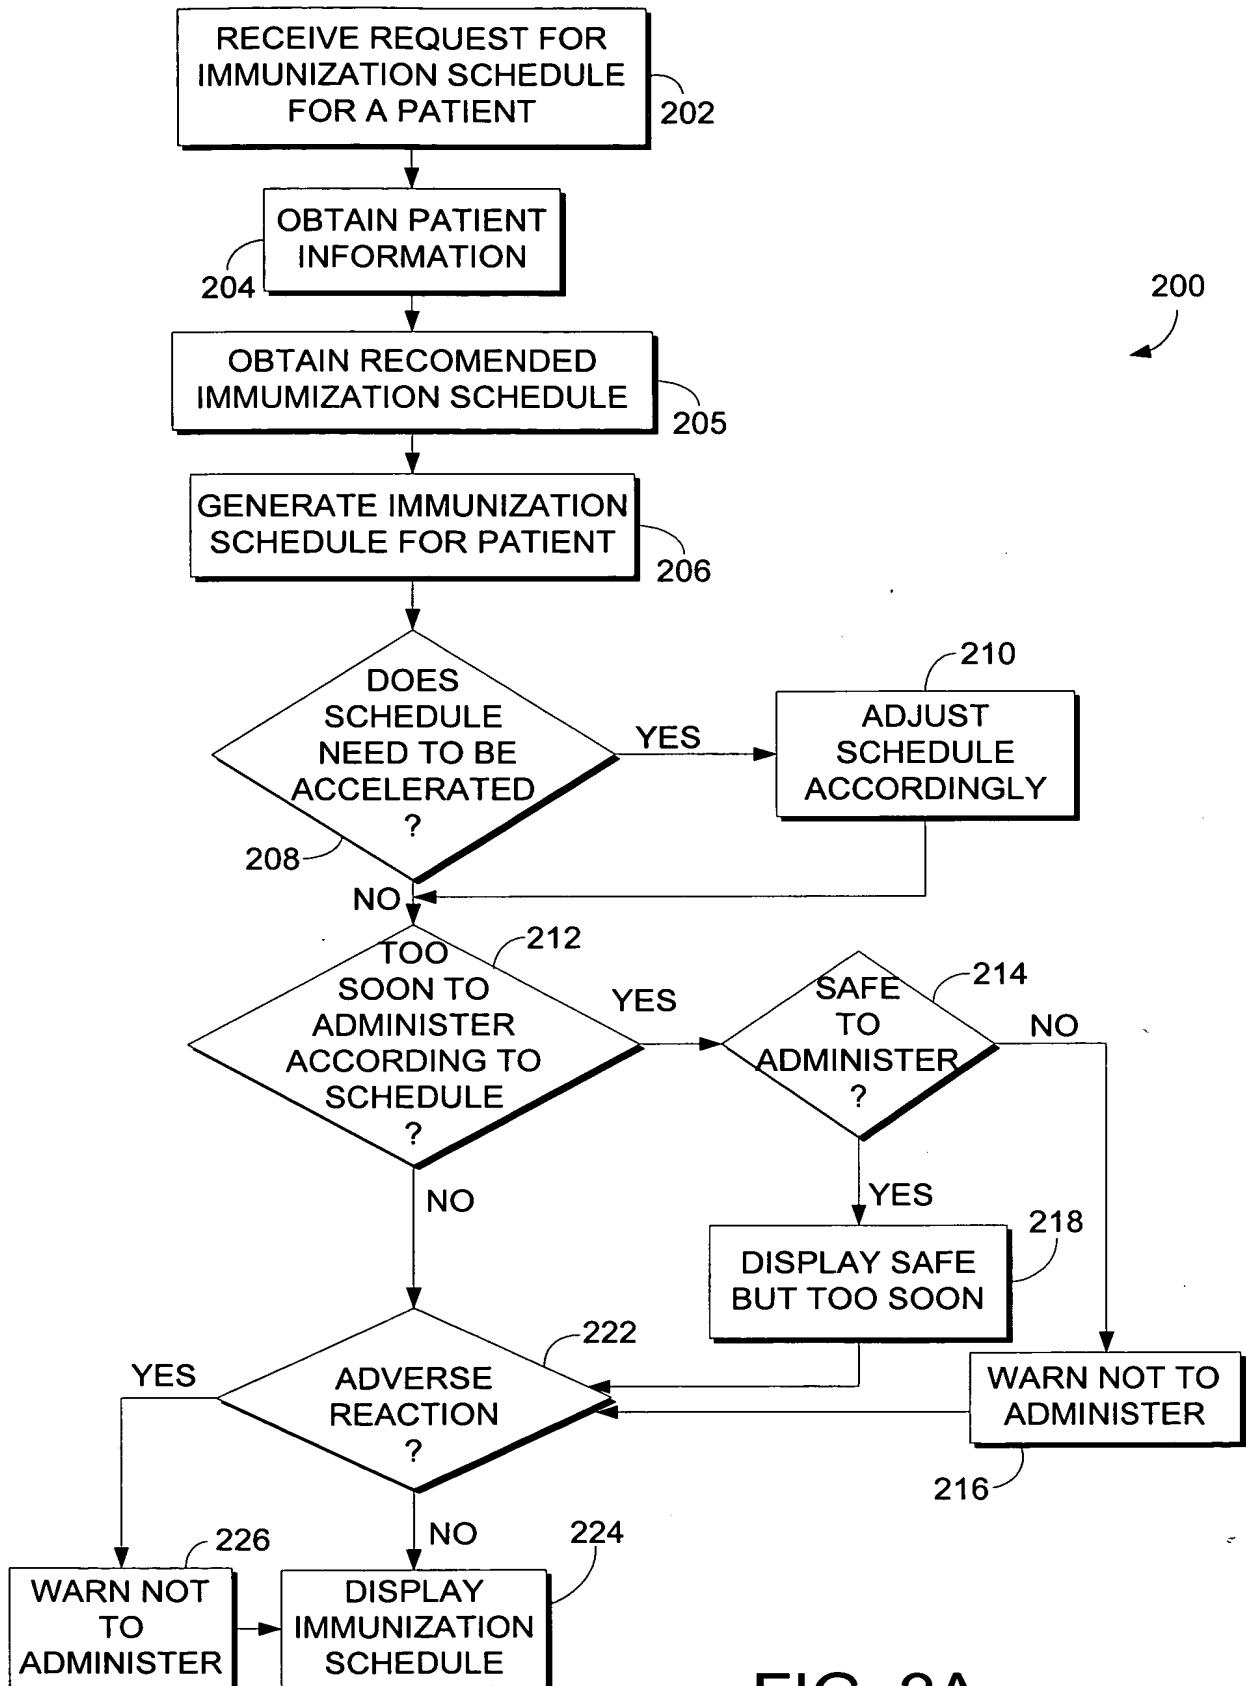 RECEIVE REQUEST FOR
IMMUNIZATION SCHEDULE
FOR A PATIENT
202
OBTAIN PATIENT
INFORMATION
204
200
OBTAIN RECOMENDED
IMMUMIZATION SCHEDULE
205
GENERATE IMMUNIZATION
SCHEDULE FOR PATIENT
206
DOES
SCHEDULE
NEED TO BE
ACCELERATED
?
208
YES
210
ADJUST
SCHEDULE
ACCORDINGLY
NO
212
TOO
SOON TO
ADMINISTER
ACCORDING TO
SCHEDULE
?
YES
214
SAFE
TO
ADMINISTER
?
NO
NO
YES
218
DISPLAY SAFE
BUT TOO SOON
222
ADVERSE
REACTION
?
YES
WARN NOT TO
ADMINISTER
216
NO
226
224
WARN NOT
TO
ADMINISTER
DISPLAY
IMMUNIZATION
SCHEDULE
FIG. 2A